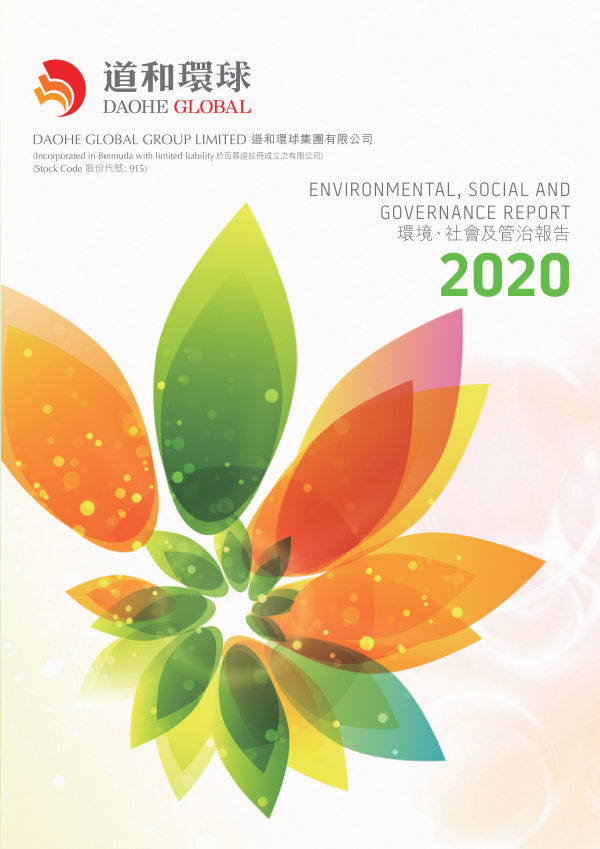 道和環球
DAOHE GLOBAL
DAOHE GLOBAL GROUP LIMITED 道和環球集團有限公司
(Incorporated in Bermuda with limited liability 於百慕達註冊成立之有限公司)
(Stock Code 股份代號: 915)
ENVIRONMENTAL, SOCIAL AND
GOVERNANCE REPORT
環境、社會及管治報告
2020